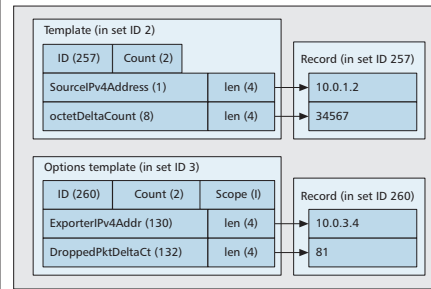 Template (in set ID 2)
ID (257) Count (2)
SourceIPv4Address (1) len (4)
octetDeltaCount (8) len (4)
Record (in set ID 257)
10.0.1.2
34567
Options template (in set ID 3)
ID (260) Count (2) Scope (I)
ExporterIPv4Addr (130) len (4)
DroppedPktDeltaCt (132) len (4)
Record (in set ID 260)
10.0.3.4
81